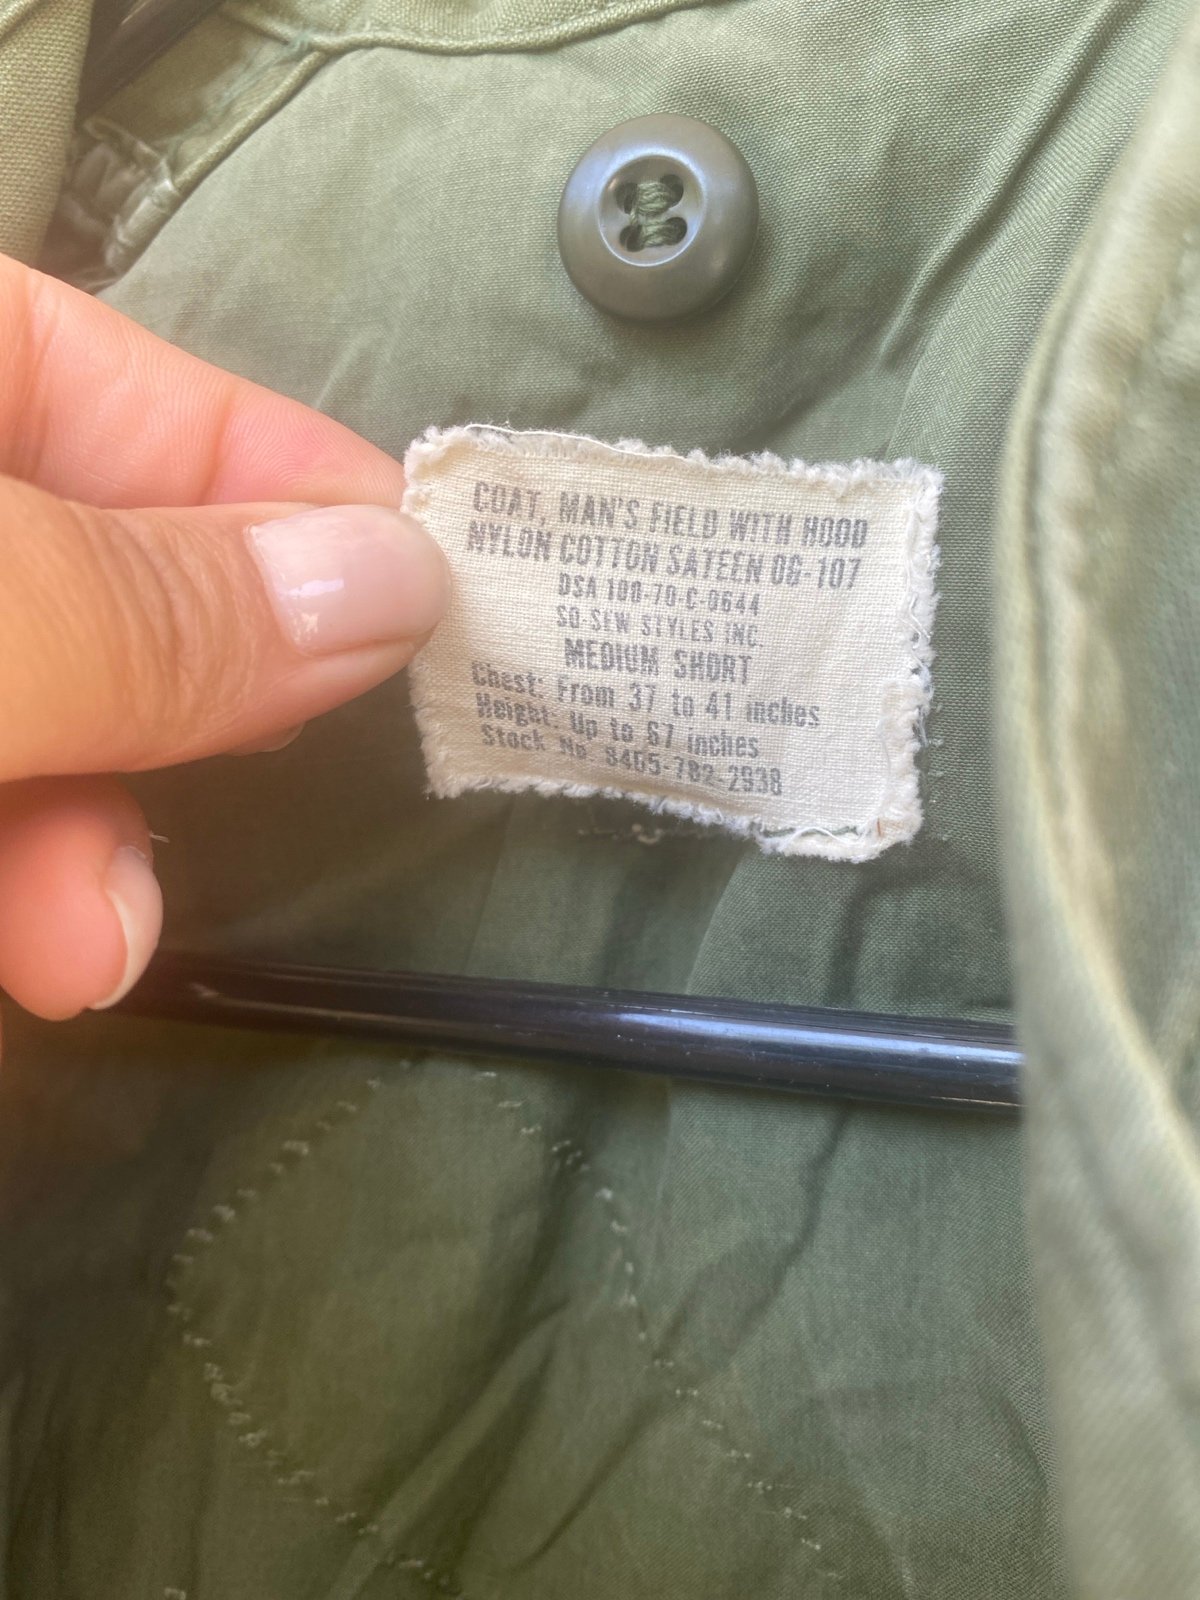 COAT, MAN'S FIELD WITH HOOD
NYLON COTTON SATEEN OG-107
DSA 100-70-C-0644
SO-SEW STYLES INC.
MEDIUM SHORT
Chest: From 37 to 41 inches
Height: Up to 67 inches
Stock No. 8405-782-2938